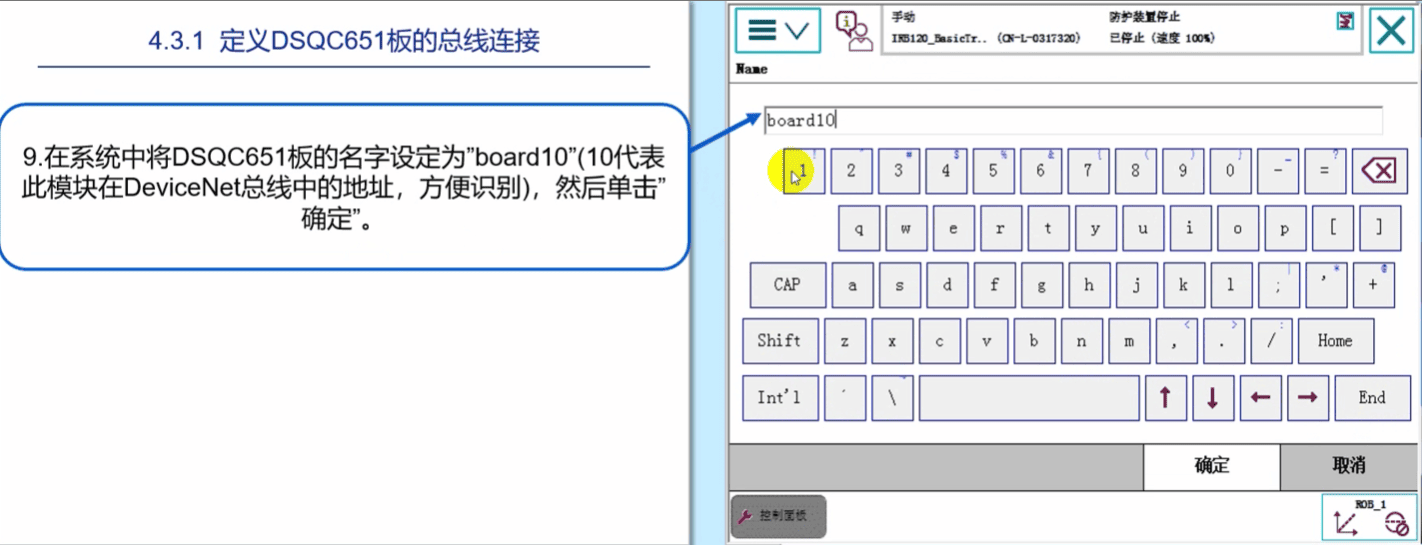 4.3.1 定义DSQC651板的总线连接
9.在系统中将DSQC651板的名字设定为”board10”(10代表
此模块在DeviceNet总线中的地址，方便识别)，然后单击”
确定”。
手动
防护装置停止
IRB120_BasicTr.. (CN-L-0317320)
已停止 (速度 100%)
Name
board10
1 2 3 4 5 6 7 8 9 0 - =
q w e r t y u i o p [ ]
CAP a s d f g h j k l ; ' +
Shift z x c v b n m , . / Home
Int'l ´ \ ↑ ↓ ← → End
确定 取消
控制面板
ROB_1